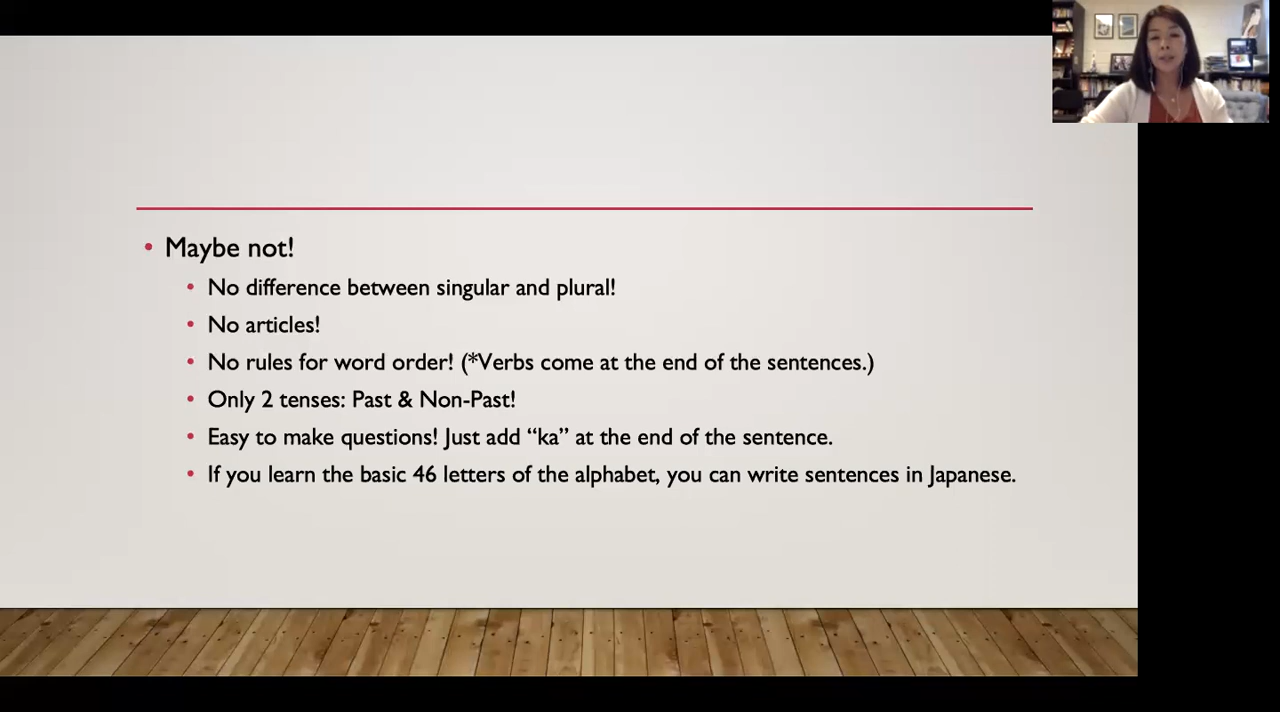 Maybe not!
No difference between singular and plural!
No articles!
No rules for word order! (*Verbs come at the end of the sentences.)
Only 2 tenses: Past & Non-Past!
Easy to make questions! Just add “ka” at the end of the sentence.
If you learn the basic 46 letters of the alphabet, you can write sentences in Japanese.